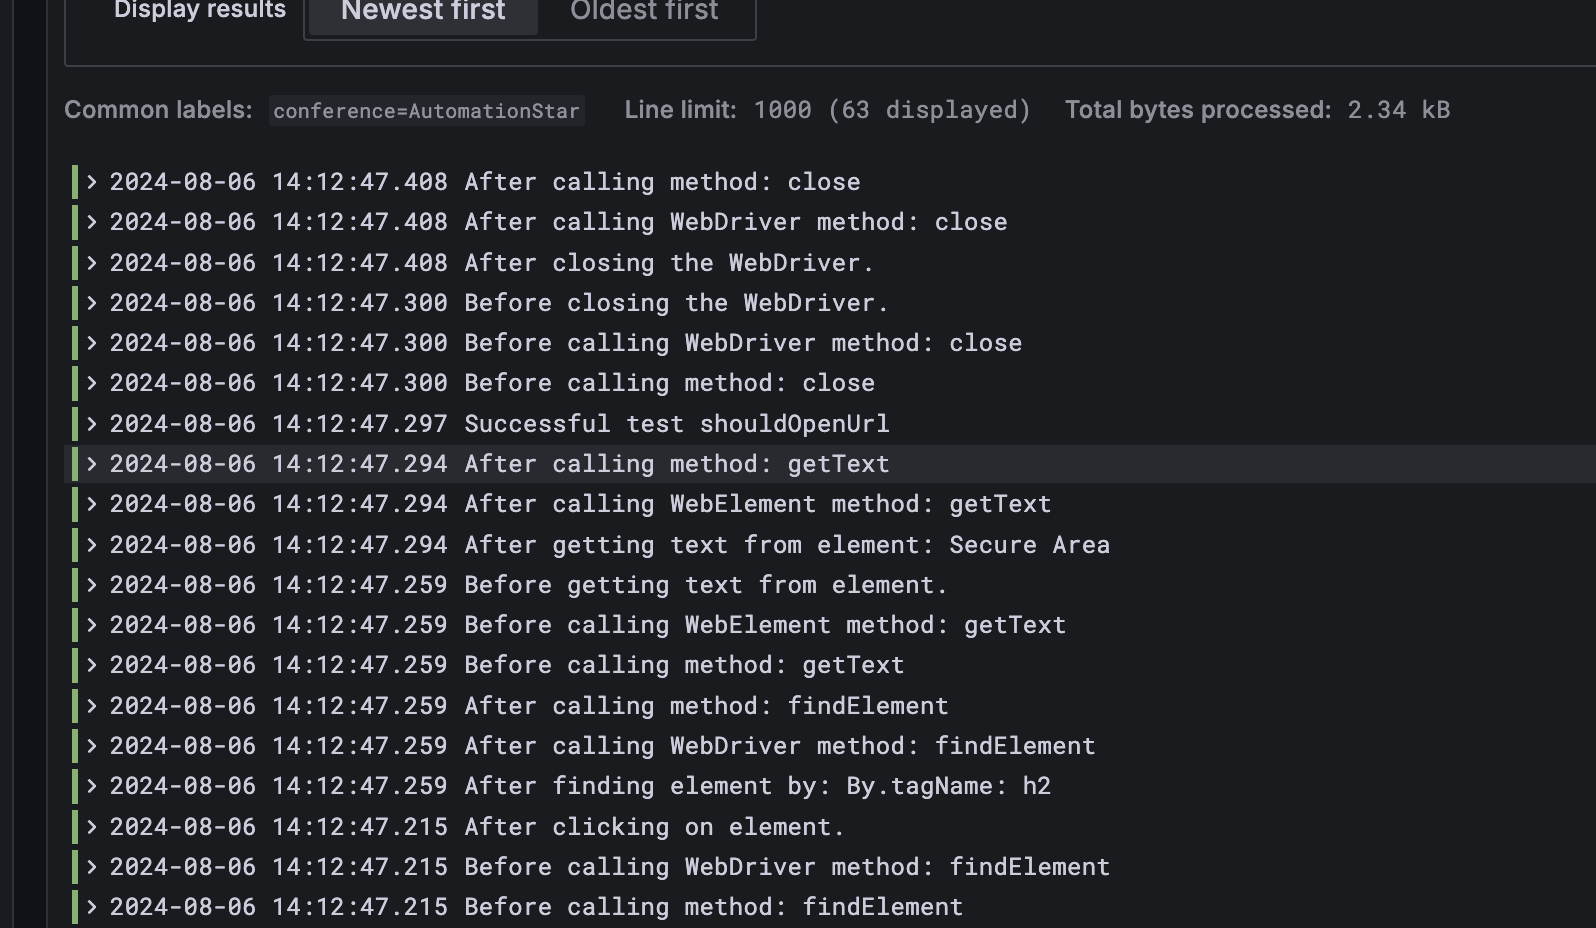 Display results Newest first Oldest first
Common labels: conference=AutomationStar Line limit: 1000 (63 displayed) Total bytes processed: 2.34 kB
> 2024-08-06 14:12:47.408 After calling method: close
> 2024-08-06 14:12:47.408 After calling WebDriver method: close
> 2024-08-06 14:12:47.408 After closing the WebDriver.
> 2024-08-06 14:12:47.300 Before closing the WebDriver.
> 2024-08-06 14:12:47.300 Before calling WebDriver method: close
> 2024-08-06 14:12:47.300 Before calling method: close
> 2024-08-06 14:12:47.297 Successful test shouldOpenUrl
> 2024-08-06 14:12:47.294 After calling method: getText
> 2024-08-06 14:12:47.294 After calling WebElement method: getText
> 2024-08-06 14:12:47.294 After getting text from element: Secure Area
> 2024-08-06 14:12:47.259 Before getting text from element.
> 2024-08-06 14:12:47.259 Before calling WebElement method: getText
> 2024-08-06 14:12:47.259 Before calling method: getText
> 2024-08-06 14:12:47.259 After calling method: findElement
> 2024-08-06 14:12:47.259 After calling WebDriver method: findElement
> 2024-08-06 14:12:47.259 After finding element by: By.tagName: h2
> 2024-08-06 14:12:47.215 After clicking on element.
> 2024-08-06 14:12:47.215 Before calling WebDriver method: findElement
> 2024-08-06 14:12:47.215 Before calling method: findElement